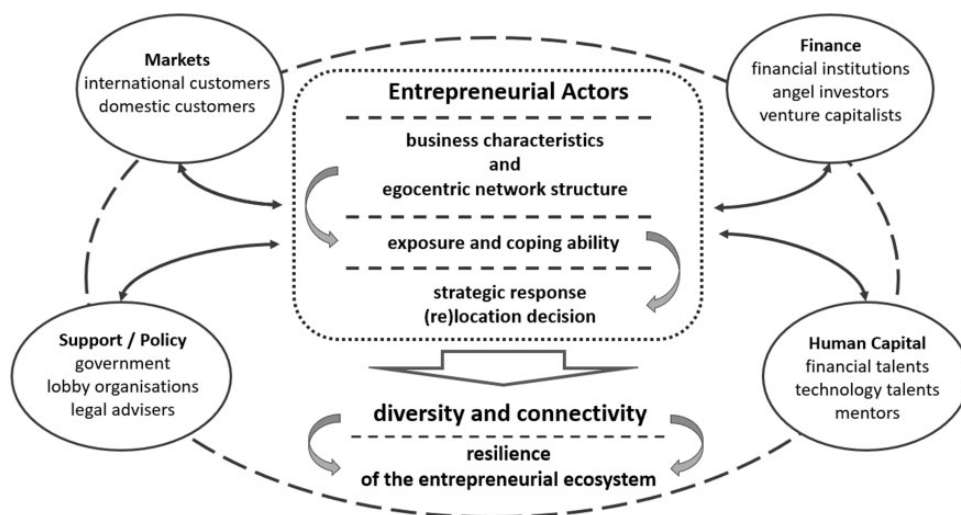 Markets
international customers
domestic customers
Finance
financial institutions
angel investors
venture capitalists
Entrepreneurial Actors
business characteristics
and
egocentric network structure
exposure and coping ability
strategic response
(re)location decision
Support / Policy
government
lobby organisations
legal advisers
Human Capital
financial talents
technology talents
mentors
diversity and connectivity
resilience
of the entrepreneurial ecosystem